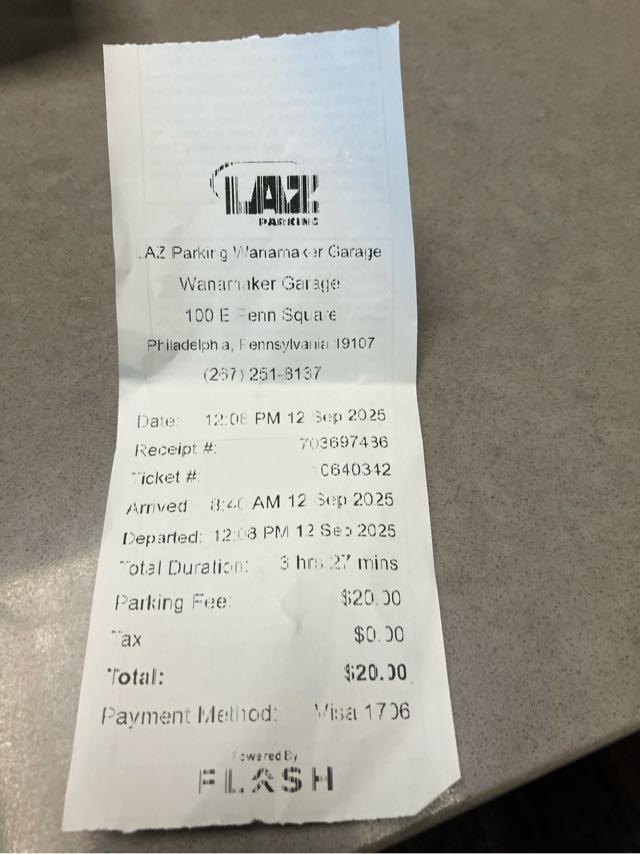 LAZ
PARKING
LAZ Parking Wanamaker Garage
Wanamaker Garage
100 E Penn Square
Philadelphia, Pennsylvania 19107
(267) 251-8137
Date: 12:08 PM 12 Sep 2025
Receipt #: 703697436
Ticket #: 0640342
Arrived: 8:40 AM 12 Sep 2025
Departed: 12:08 PM 12 Sep 2025
Total Duration: 3 hrs 27 mins
Parking Fee: $20.00
Tax $0.00
Total: $20.00
Payment Method: Visa 1706
Powered By
FLASH